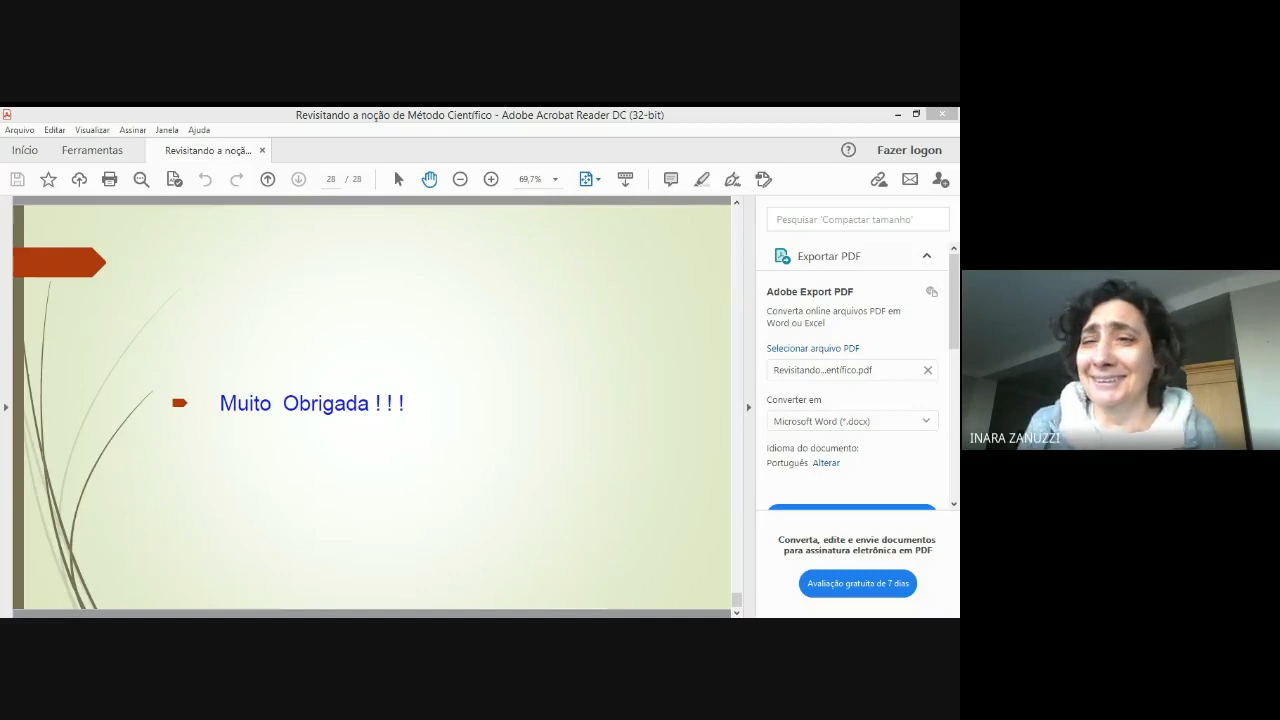 Revisitando a noção de Método Científico - Adobe Acrobat Reader DC (32-bit)
Arquivo Editar Visualizar Assinar Janela Ajuda
Início Ferramentas Revisitando a noçã... × Fazer logon
28 / 28 69,7%
Muito Obrigada ! ! !
Pesquisar 'Compactar tamanho'
Exportar PDF
Adobe Export PDF
Converta online arquivos PDF em
Word ou Excel
Selecionar arquivo PDF
Revisitando...entífico.pdf
Converter em
Microsoft Word (*.docx)
Idioma do documento:
Português Alterar
Converta, edite e envie documentos
para assinatura eletrônica em PDF
Avaliação gratuita de 7 dias
INARA ZANUZZI